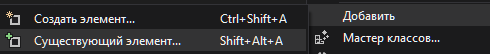 Создать элемент... Ctrl+Shift+A
Существующий элемент... Shift+Alt+A
Добавить
Мастер классов...